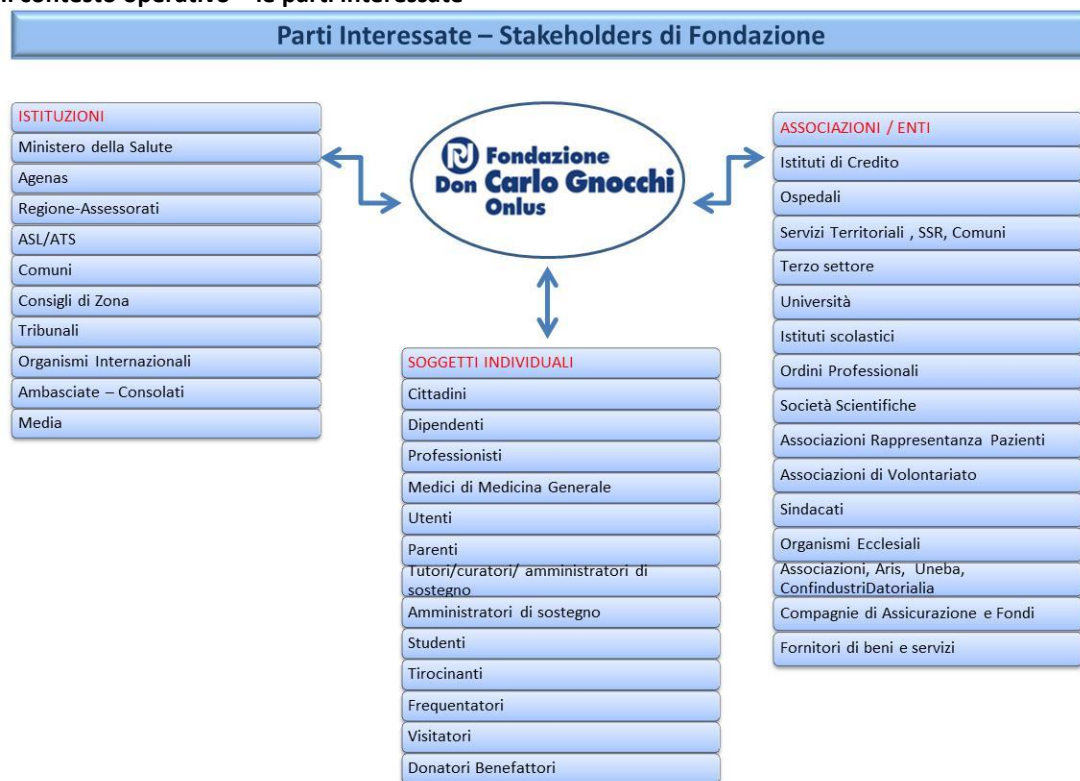 Il contesto operativo – le parti interessate
Parti Interessate – Stakeholders di Fondazione
ISTITUZIONI
Ministero della Salute
Agenas
Regione-Assessorati
ASL/ATS
Comuni
Consigli di Zona
Tribunali
Organismi Internazionali
Ambasciate – Consolati
Media
Fondazione
Don Carlo Gnocchi
Onlus
SOGGETTI INDIVIDUALI
Cittadini
Dipendenti
Professionisti
Medici di Medicina Generale
Utenti
Parenti
Tutori/curatori/ amministratori di
sostegno
Amministratori di sostegno
Studenti
Tirocinanti
Frequentatori
Visitatori
Donatori Benefattori
ASSOCIAZIONI / ENTI
Istituti di Credito
Ospedali
Servizi Territoriali , SSR, Comuni
Terzo settore
Università
Istituti scolastici
Ordini Professionali
Società Scientifiche
Associazioni Rappresentanza Pazienti
Associazioni di Volontariato
Sindacati
Organismi Ecclesiali
Associazioni, Aris, Uneba,
ConfindustriDatorialia
Compagnie di Assicurazione e Fondi
Fornitori di beni e servizi